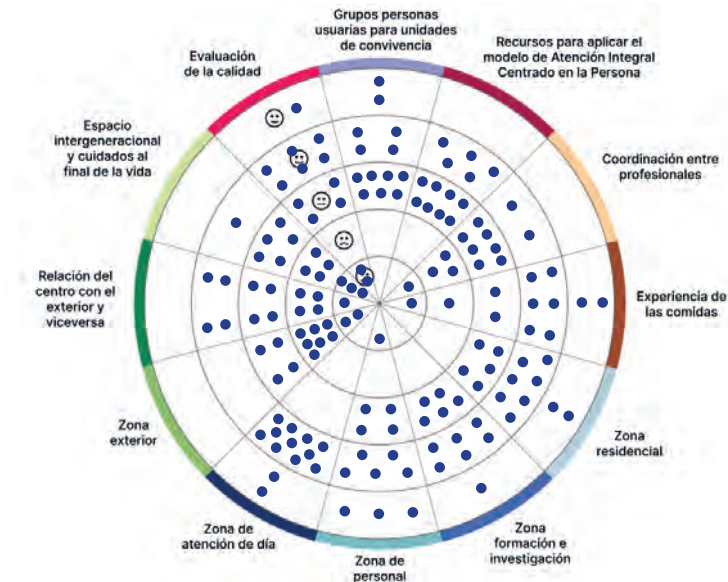 Grupos personas
usuarias para unidades
de convivencia
Recursos para aplicar el
modelo de Atención Integral
Centrado en la Persona
Coordinación entre
profesionales
Experiencia de
las comidas
Zona
residencial
Zona
formación e
investigación
Zona de
personal
Zona de
atención de día
Zona
exterior
Relación del
centro con el
exterior y
viceversa
Espacio
intergeneracional
y cuidados al
final de la vida
Evaluación
de la calidad